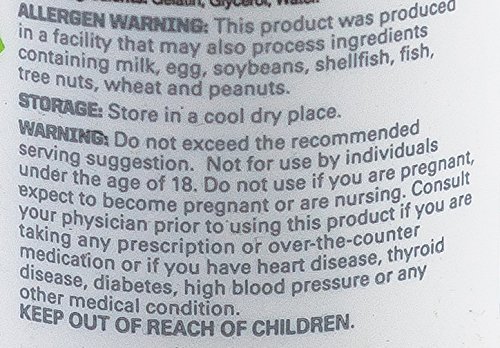 Gelatin, Glycerol, Water.
ALLERGEN WARNING: This product was produced
in a facility that may also process ingredients
containing milk, egg, soybeans, shellfish, fish,
tree nuts, wheat and peanuts.
STORAGE: Store in a cool dry place.
WARNING: Do not exceed the recommended
serving suggestion. Not for use by individuals
under the age of 18. Do not use if you are pregnant,
expect to become pregnant or are nursing. Consult
your physician prior to using this product if you are
taking any prescription or over-the-counter
medication or if you have heart disease, thyroid
disease, diabetes, high blood pressure or any
other medical condition.
KEEP OUT OF REACH OF CHILDREN.